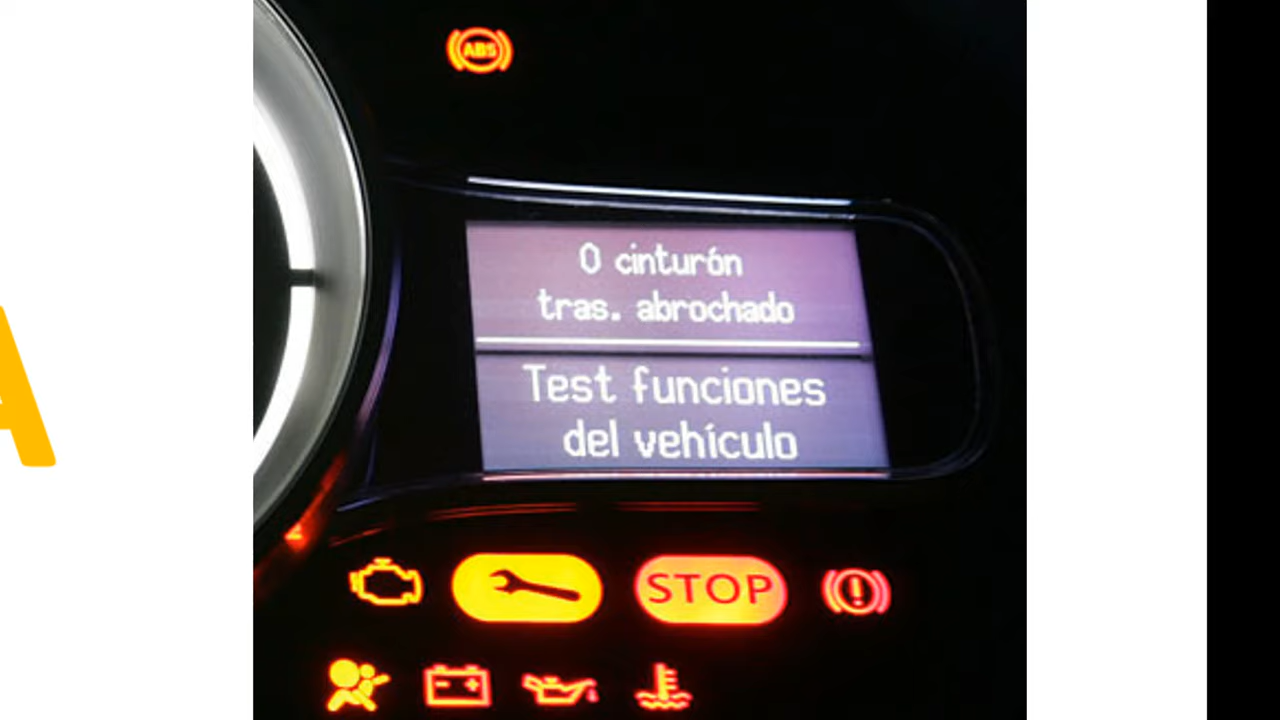 A
ABS
0 cinturón
tras. abrochado
Test funciones
del vehículo
STOP